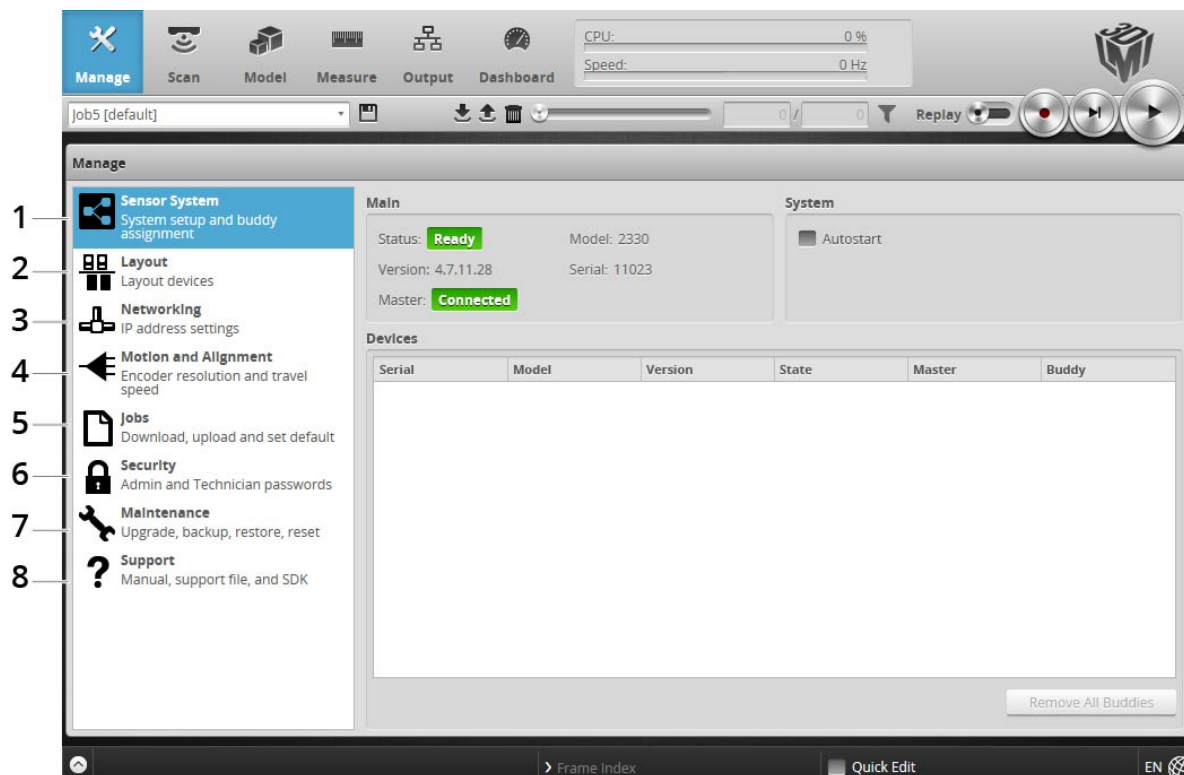 CPU: 0 %
Speed: 0 Hz
Manage Scan Model Measure Output Dashboard
Job5 [default] 0 / 0 Replay
Manage
1 Sensor System
System setup and buddy
assignment
2 Layout
Layout devices
3 Networking
IP address settings
4 Motion and Alignment
Encoder resolution and travel
speed
5 Jobs
Download, upload and set default
6 Security
Admin and Technician passwords
7 Maintenance
Upgrade, backup, restore, reset
8 Support
Manual, support file, and SDK
Main
Status: Ready Model: 2330
Version: 4.7.11.28 Serial: 11023
Master: Connected
System
Autostart
Devices
Serial Model Version State Master Buddy
Remove All Buddies
Frame Index Quick Edit EN